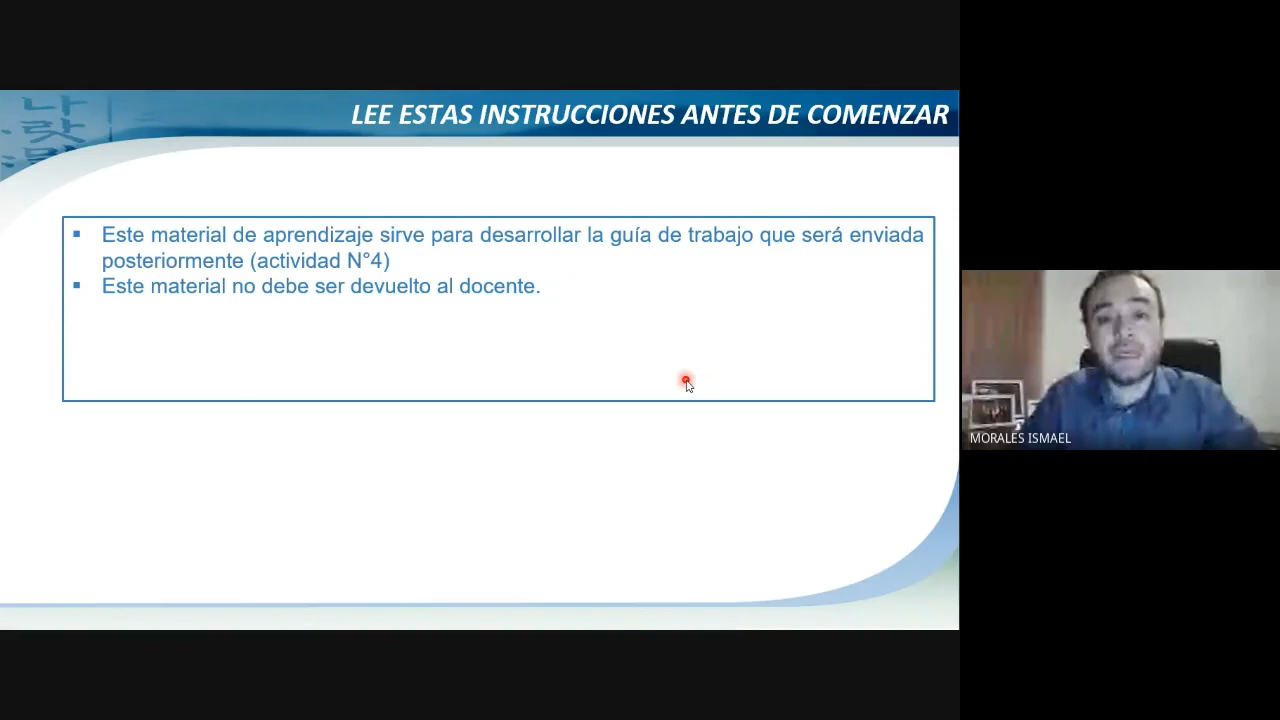 LEE ESTAS INSTRUCCIONES ANTES DE COMENZAR
▪ Este material de aprendizaje sirve para desarrollar la guía de trabajo que será enviada
posteriormente (actividad N°4)
▪ Este material no debe ser devuelto al docente.
MORALES ISMAEL